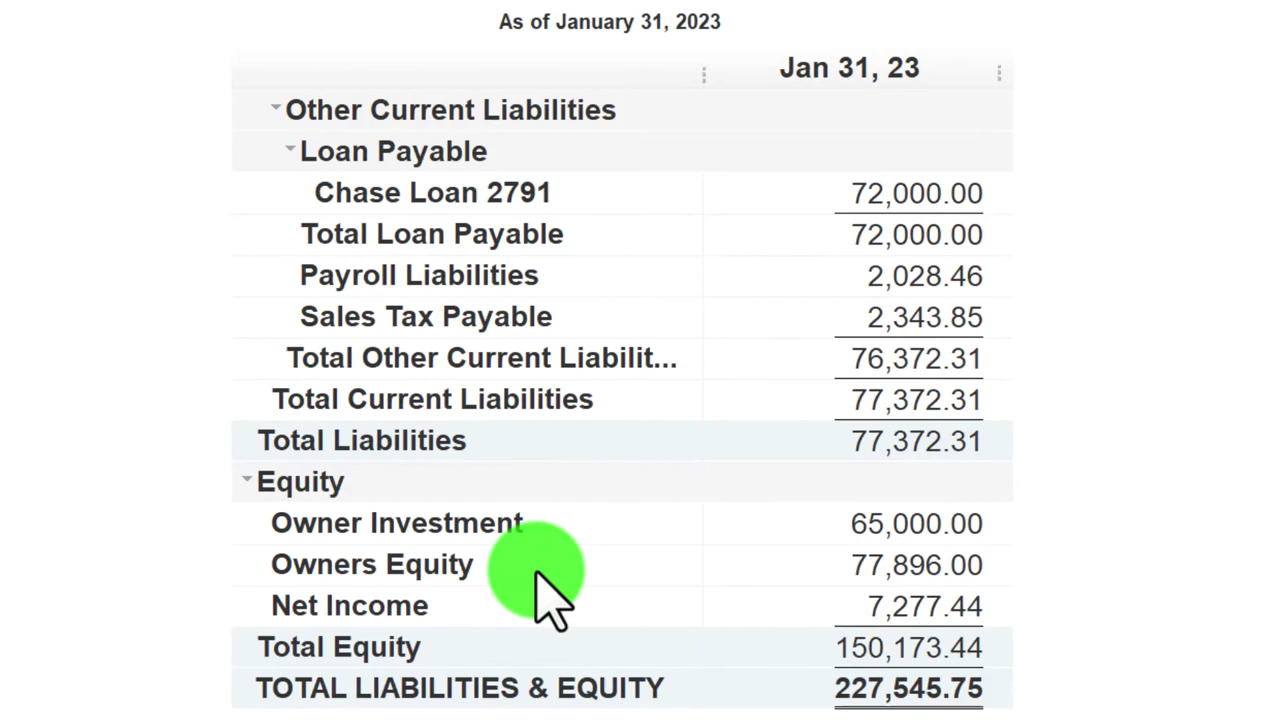 As of January 31, 2023
Jan 31, 23
Other Current Liabilities
Loan Payable
Chase Loan 2791 72,000.00
Total Loan Payable 72,000.00
Payroll Liabilities 2,028.46
Sales Tax Payable 2,343.85
Total Other Current Liabilit... 76,372.31
Total Current Liabilities 77,372.31
Total Liabilities 77,372.31
Equity
Owner Investment 65,000.00
Owners Equity 77,896.00
Net Income 7,277.44
Total Equity 150,173.44
TOTAL LIABILITIES & EQUITY 227,545.75